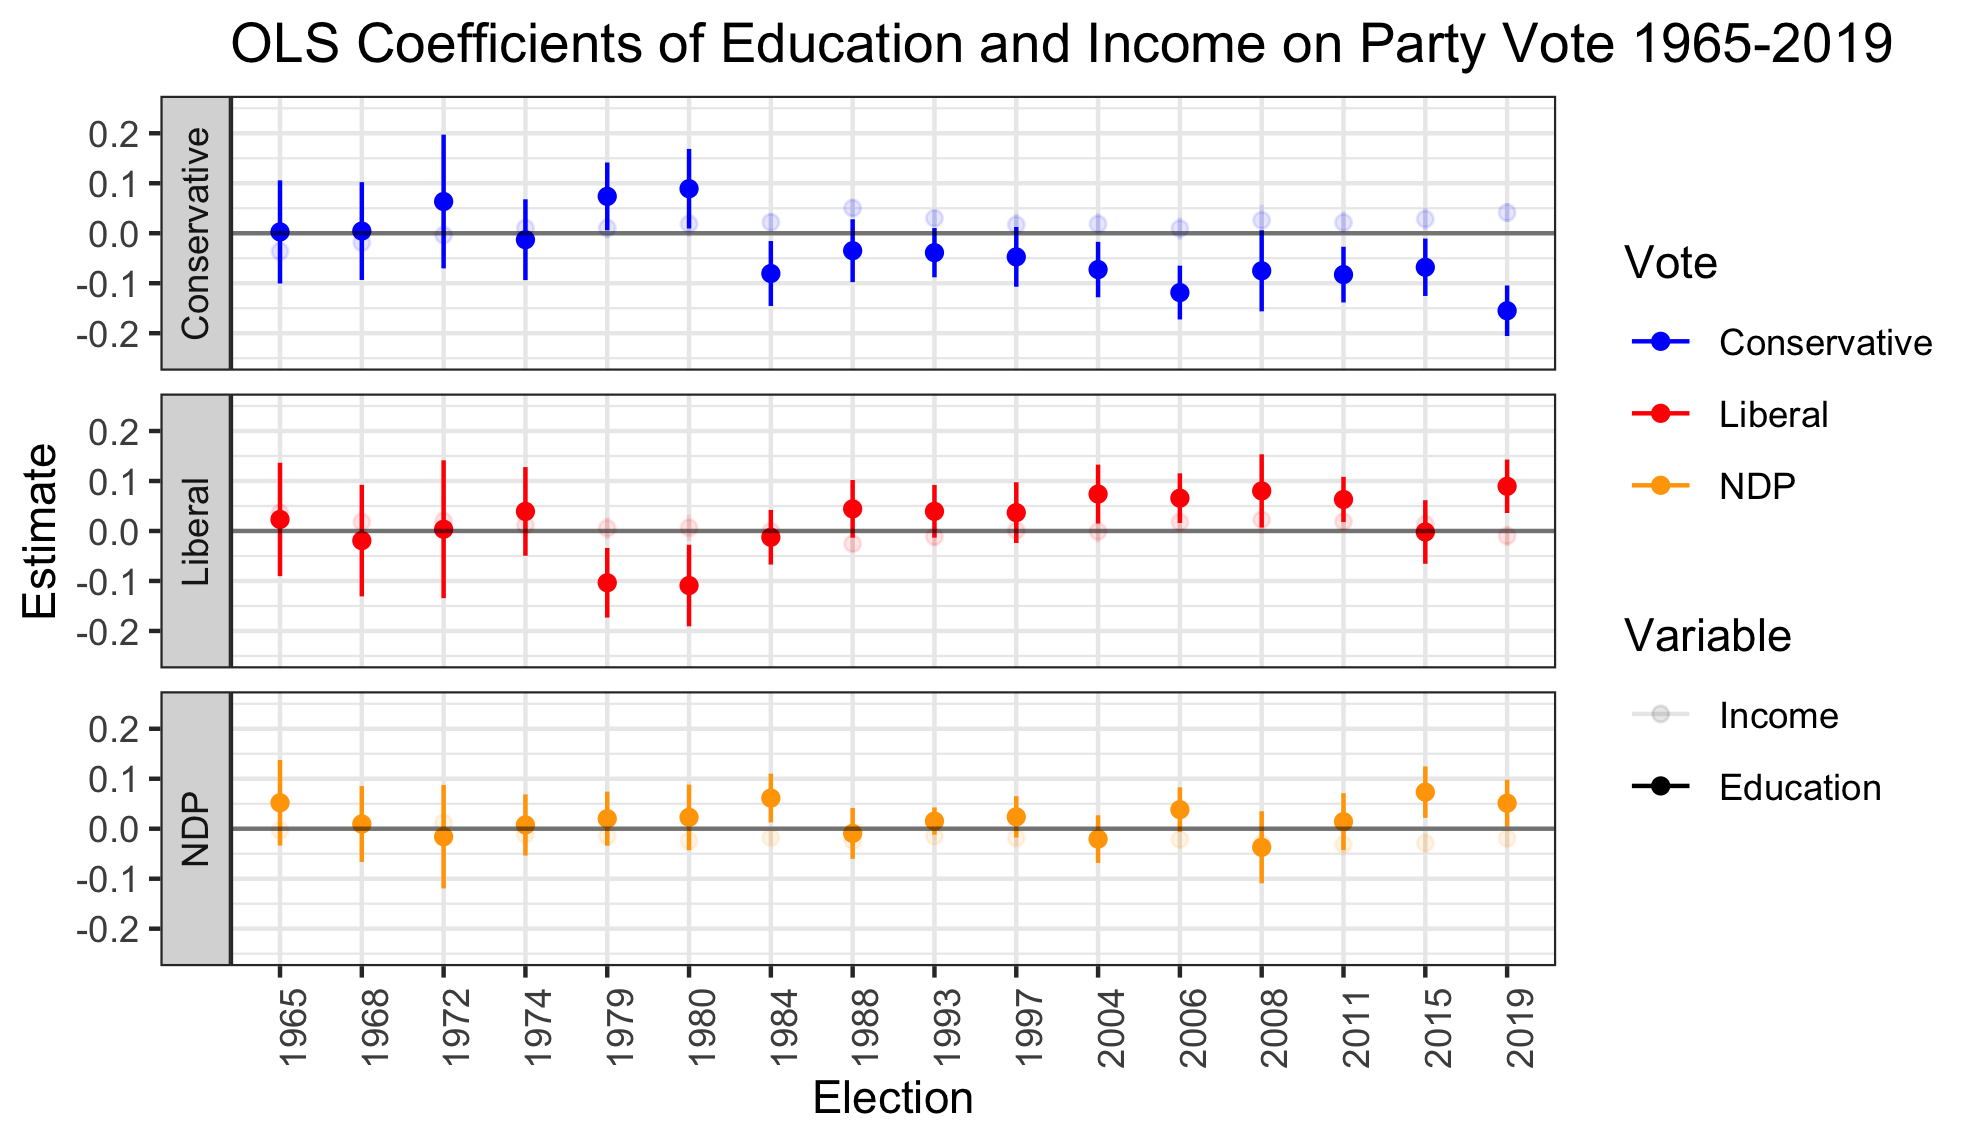 OLS Coefficients of Education and Income on Party Vote 1965-2019
Estimate
Conservative
0.2
0.1
0.0
-0.1
-0.2
Liberal
0.2
0.1
0.0
-0.1
-0.2
NDP
0.2
0.1
0.0
-0.1
-0.2
1965
1968
1972
1974
1979
1980
1984
1988
1993
1997
2004
2006
2008
2011
2015
2019
Election
Vote
Conservative
Liberal
NDP
Variable
Income
Education